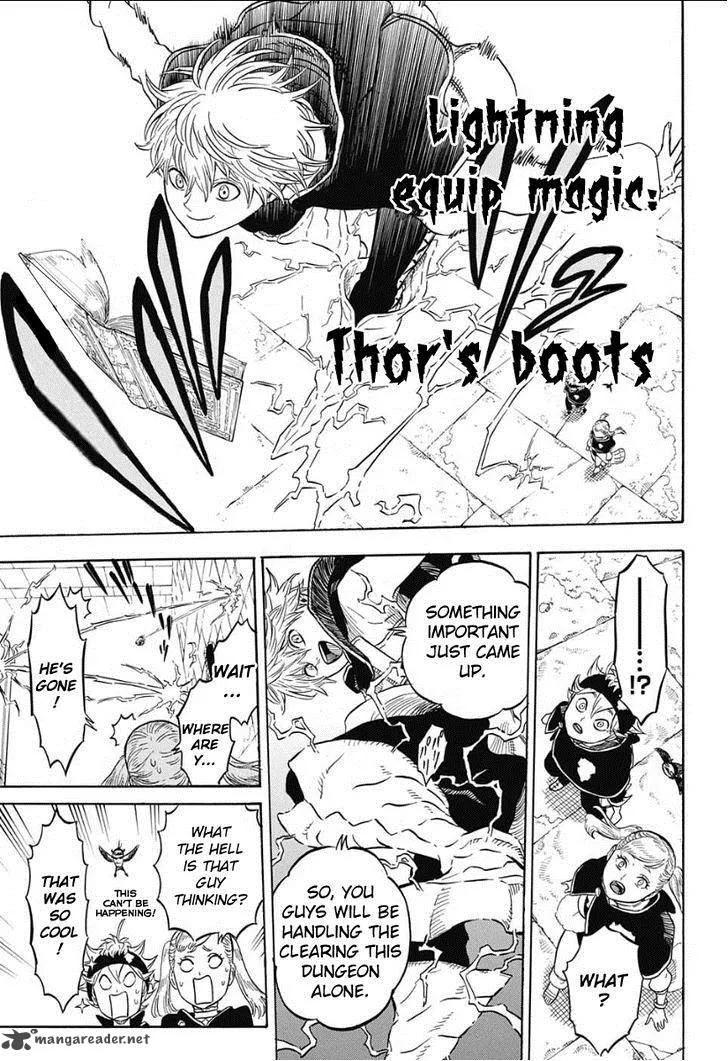 Lightning
equip magic:
Thor's boots
!?
WHAT
?
SOMETHING
IMPORTANT
JUST CAME
UP.
SO, YOU
GUYS WILL BE
HANDLING THE
CLEARING THIS
DUNGEON
ALONE.
WAIT
...
WHERE
ARE
Y...
HE'S
GONE
!
WHAT
THE HELL
IS THAT
GUY
THINKING?
THIS
CAN'T BE
HAPPENING!
THAT
WAS SO
COOL
!
mangareader.net